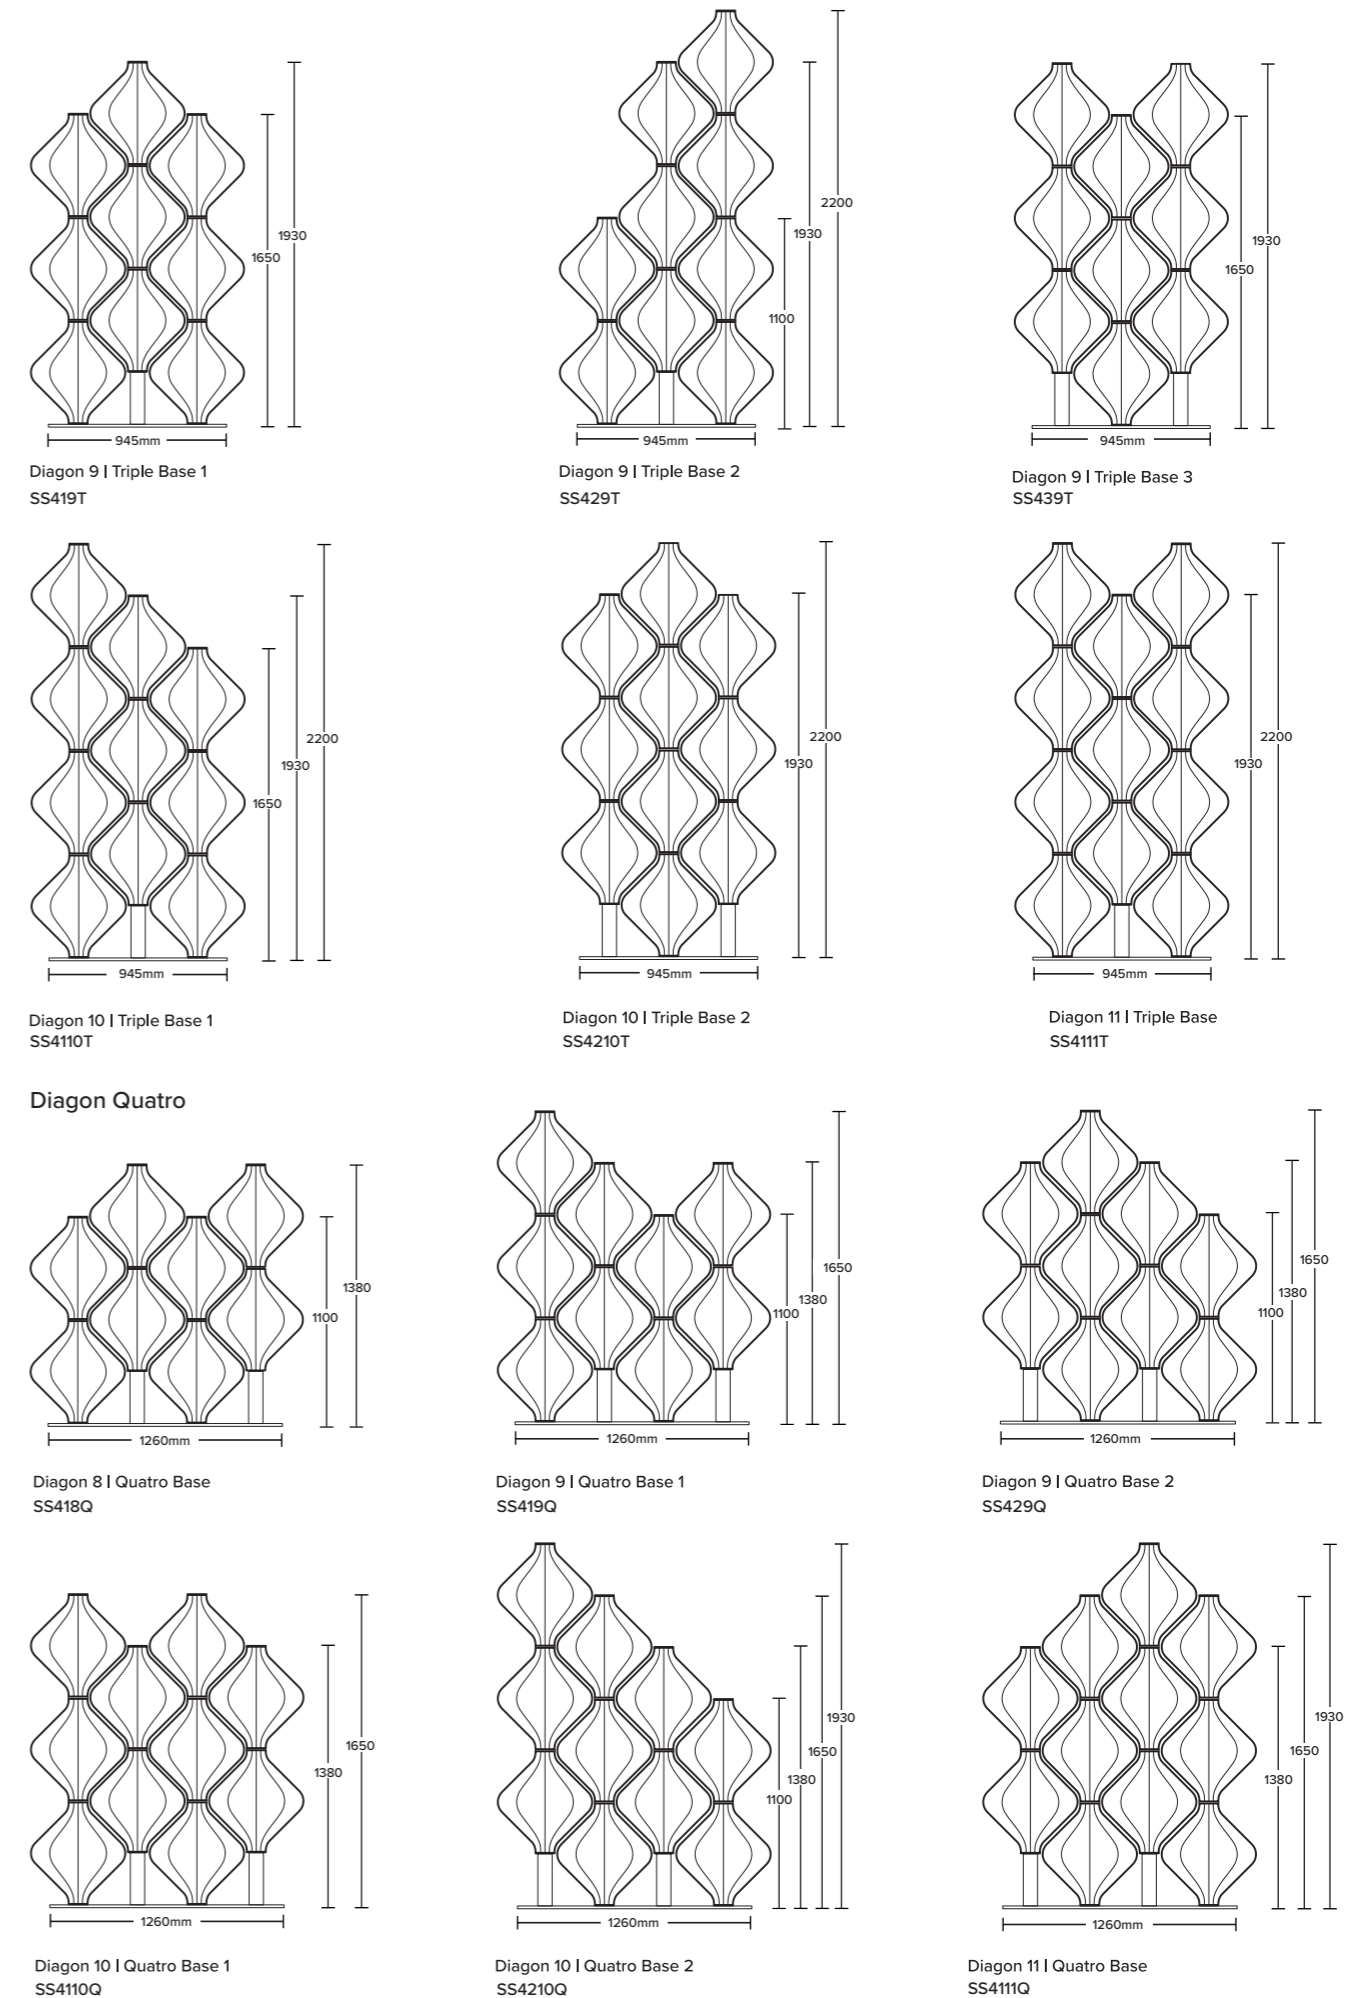 1930
1650
945mm
Diagon 9 | Triple Base 1
SS419T
2200
1930
1100
945mm
Diagon 9 | Triple Base 2
SS429T
1930
1650
945mm
Diagon 9 | Triple Base 3
SS439T
2200
1930
1650
945mm
Diagon 10 | Triple Base 1
SS4110T
2200
1930
945mm
Diagon 10 | Triple Base 2
SS4210T
2200
1930
945mm
Diagon 11 | Triple Base
SS4111T
Diagon Quatro
1380
1100
1260mm
Diagon 8 | Quatro Base
SS418Q
1650
1380
1100
1260mm
Diagon 9 | Quatro Base 1
SS419Q
1650
1380
1100
1260mm
Diagon 9 | Quatro Base 2
SS429Q
1650
1380
1260mm
Diagon 10 | Quatro Base 1
SS4110Q
1930
1650
1380
1100
1260mm
Diagon 10 | Quatro Base 2
SS4210Q
1930
1650
1380
1260mm
Diagon 11 | Quatro Base
SS4111Q